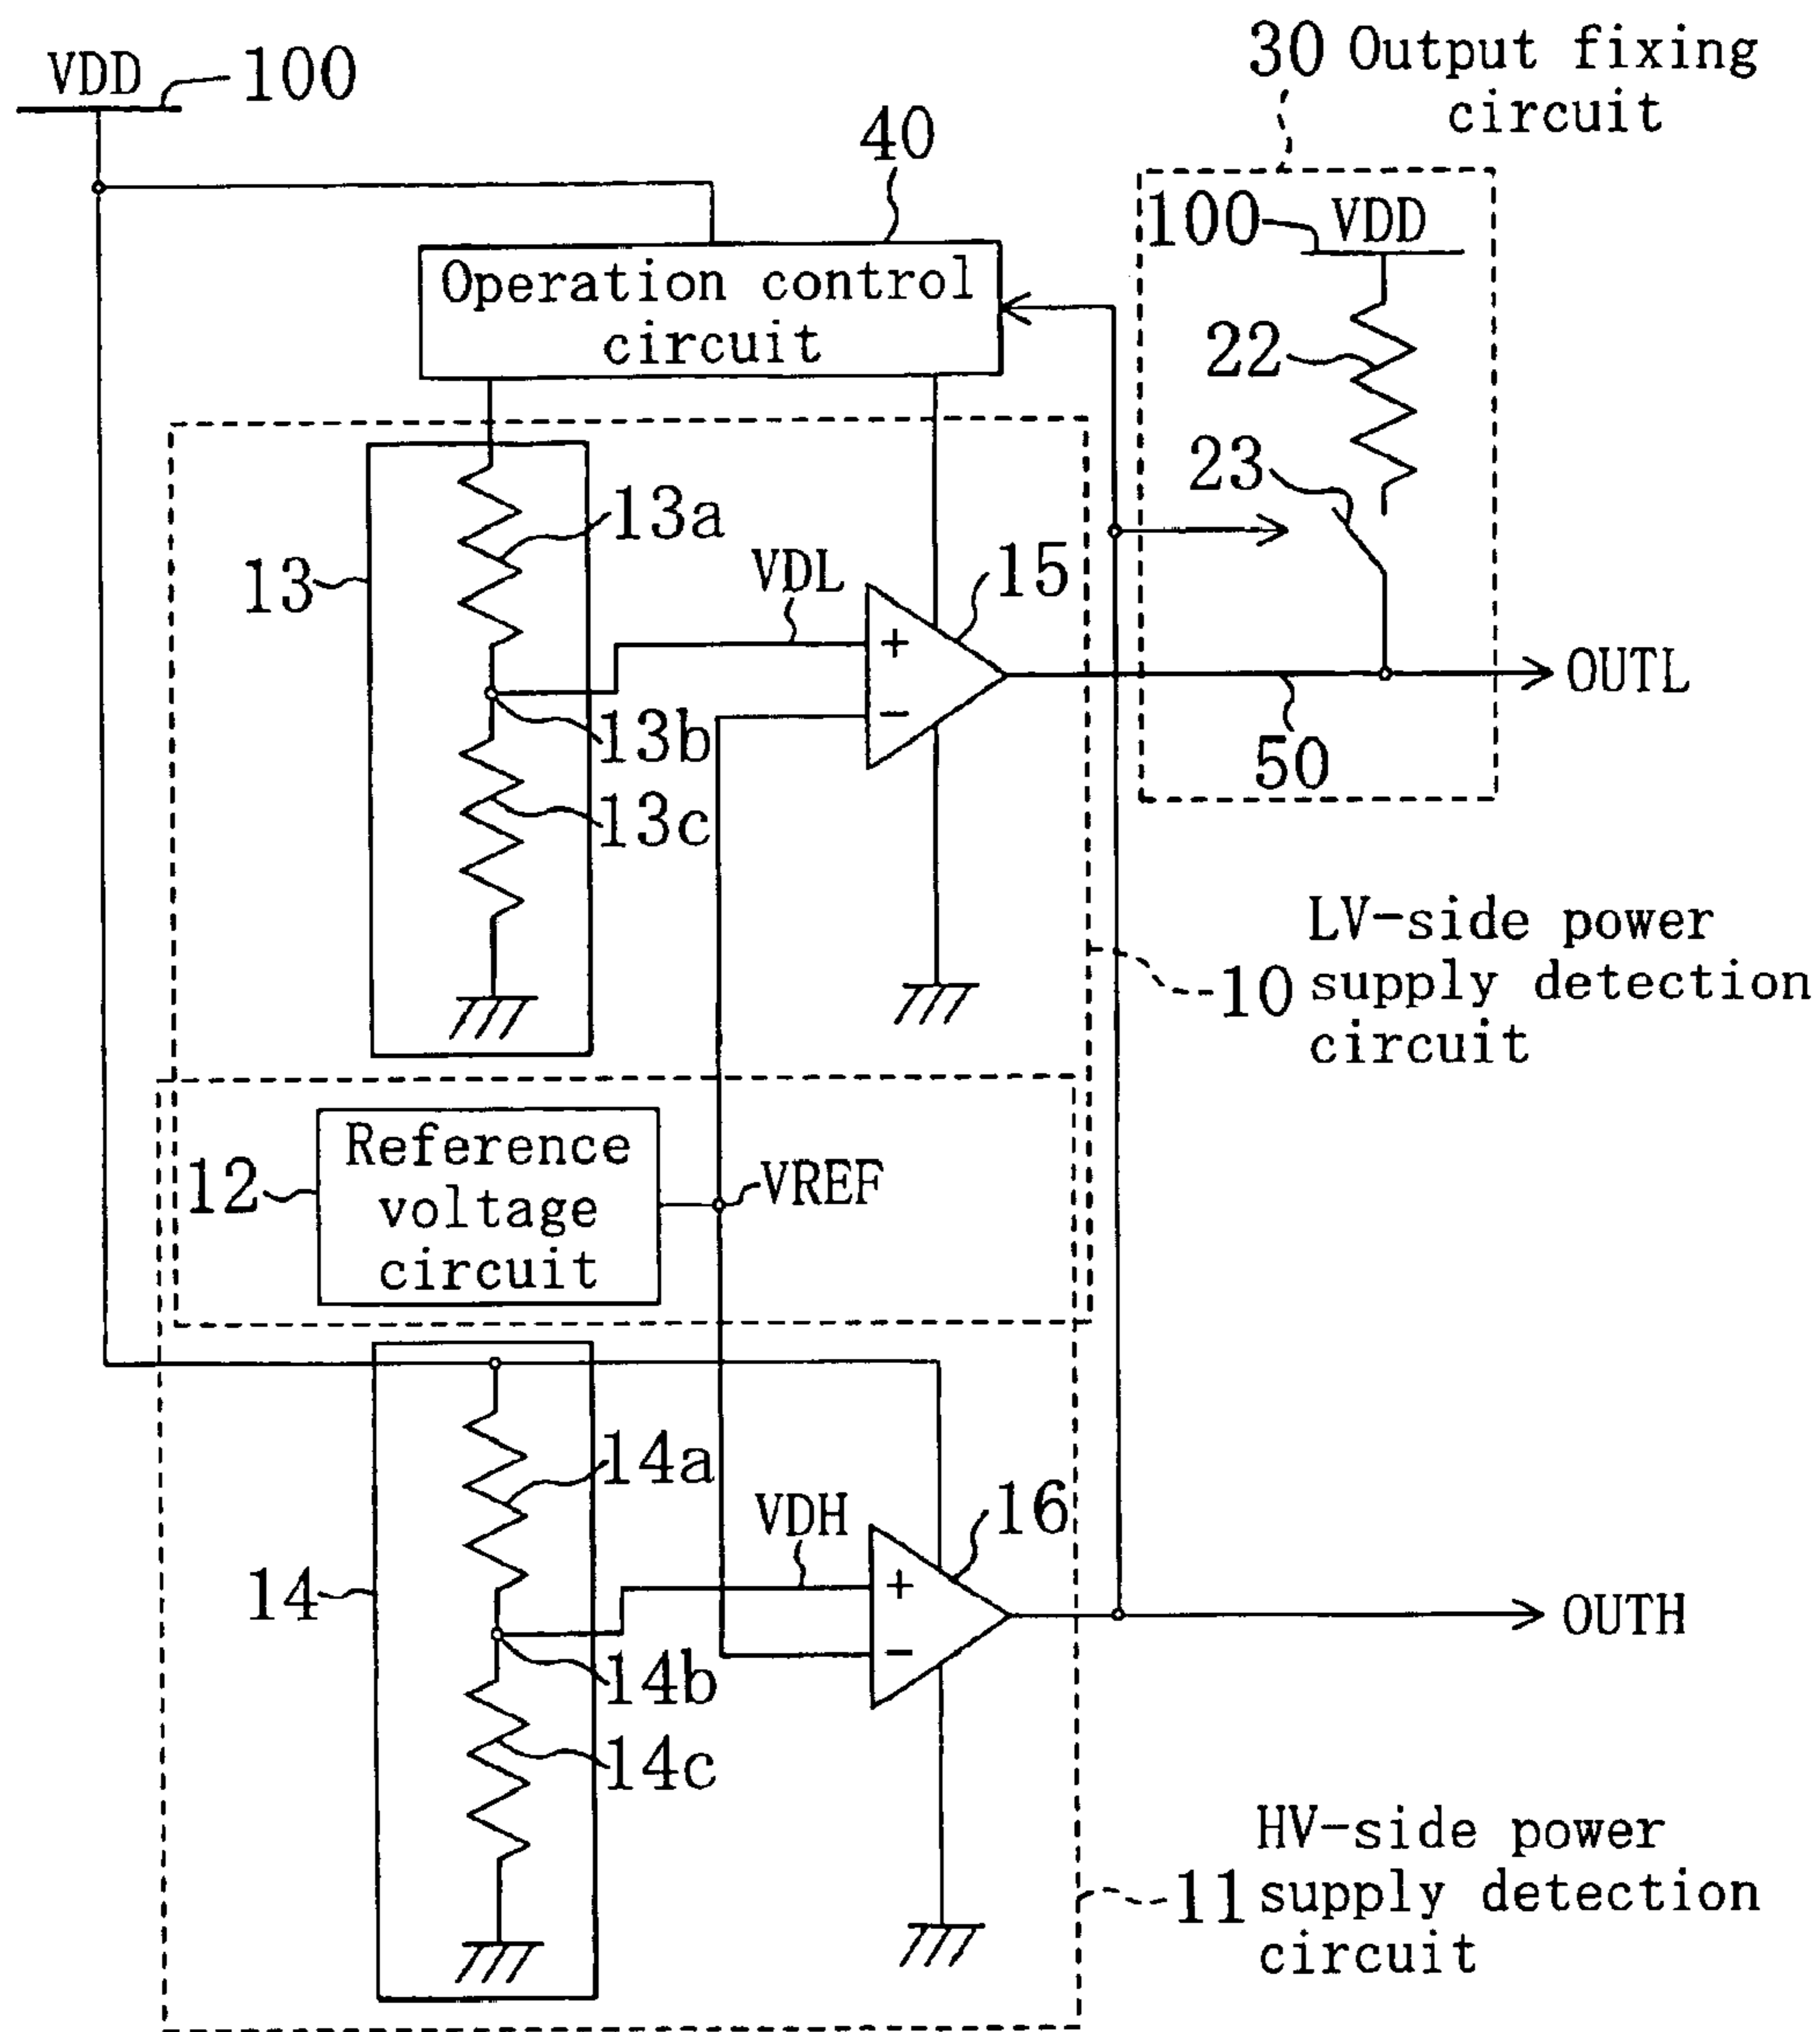 VDD
100
30 Output fixing
circuit
40
100
VDD
Operation control
circuit
22
23
13a
13
VDL
15
+
−
OUTL
13b
50
13c
LV-side power
10 supply detection
circuit
Reference
voltage
circuit
12
VREF
14a
VDH
16
14
+
−
OUTH
14b
14c
HV-side power
11 supply detection
circuit